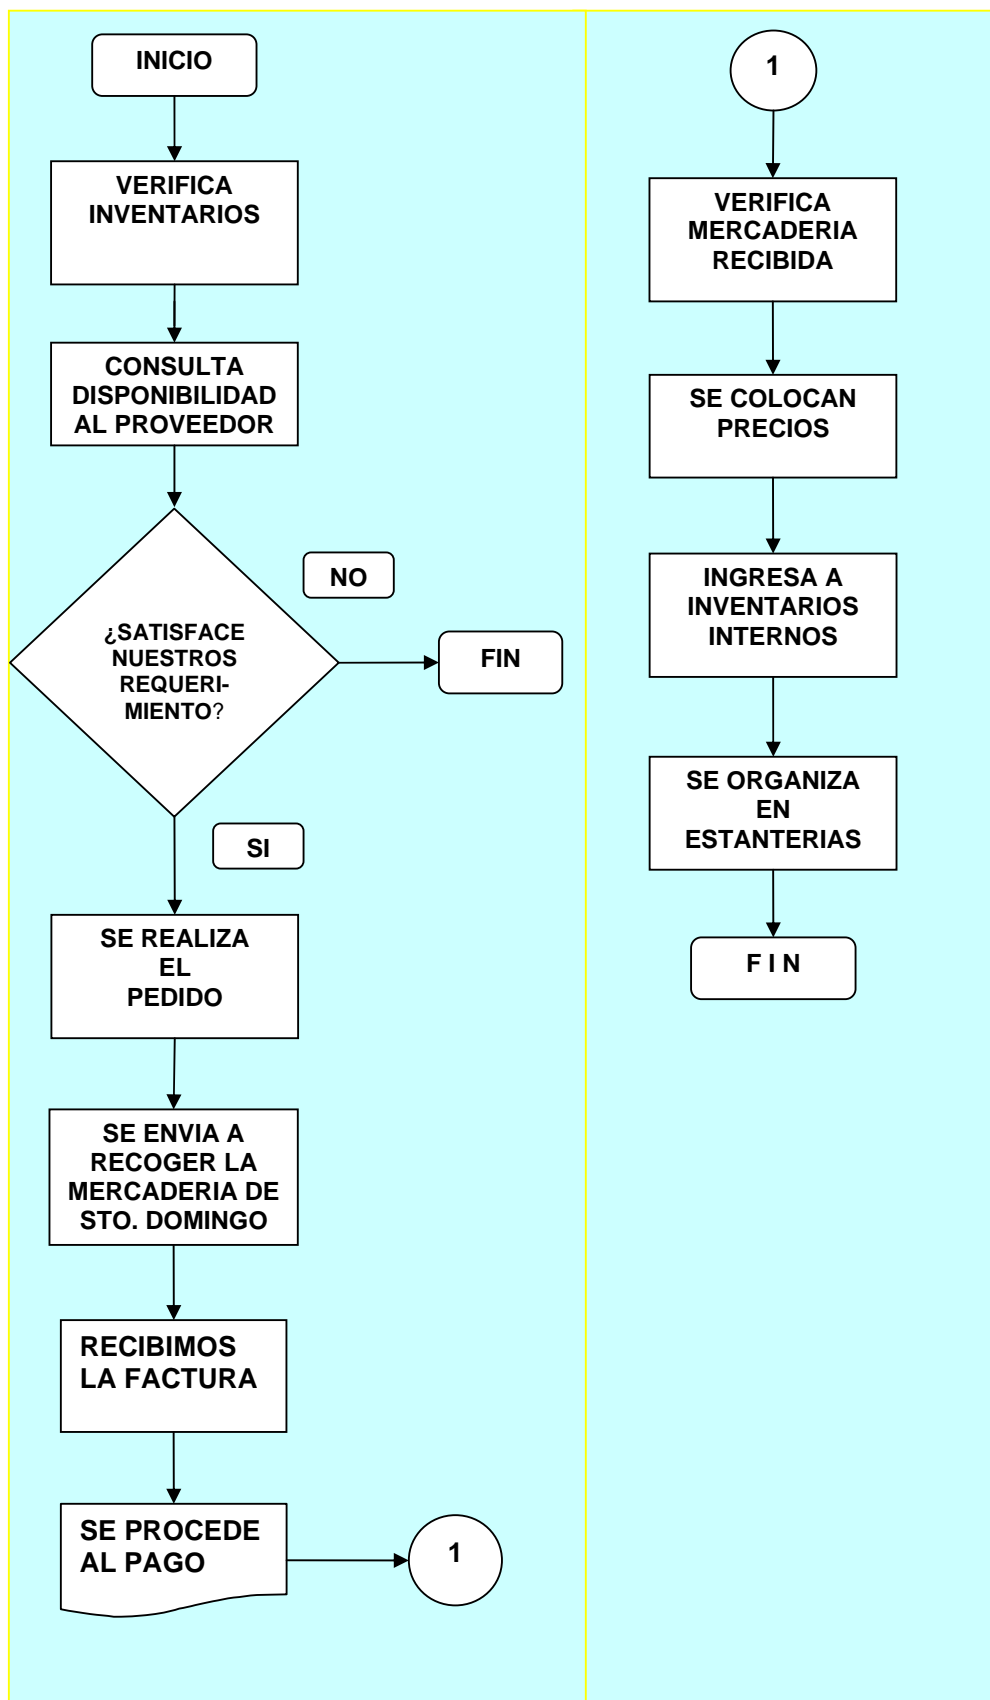 INICIO
VERIFICA
INVENTARIOS
CONSULTA
DISPONIBILIDAD
AL PROVEEDOR
¿SATISFACE
NUESTROS
REQUERI-
MIENTO?
NO
FIN
SI
SE REALIZA
EL
PEDIDO
SE ENVIA A
RECOGER LA
MERCADERIA DE
STO. DOMINGO
RECIBIMOS
LA FACTURA
SE PROCEDE
AL PAGO
1
1
VERIFICA
MERCADERIA
RECIBIDA
SE COLOCAN
PRECIOS
INGRESA A
INVENTARIOS
INTERNOS
SE ORGANIZA
EN
ESTANTERIAS
F I N